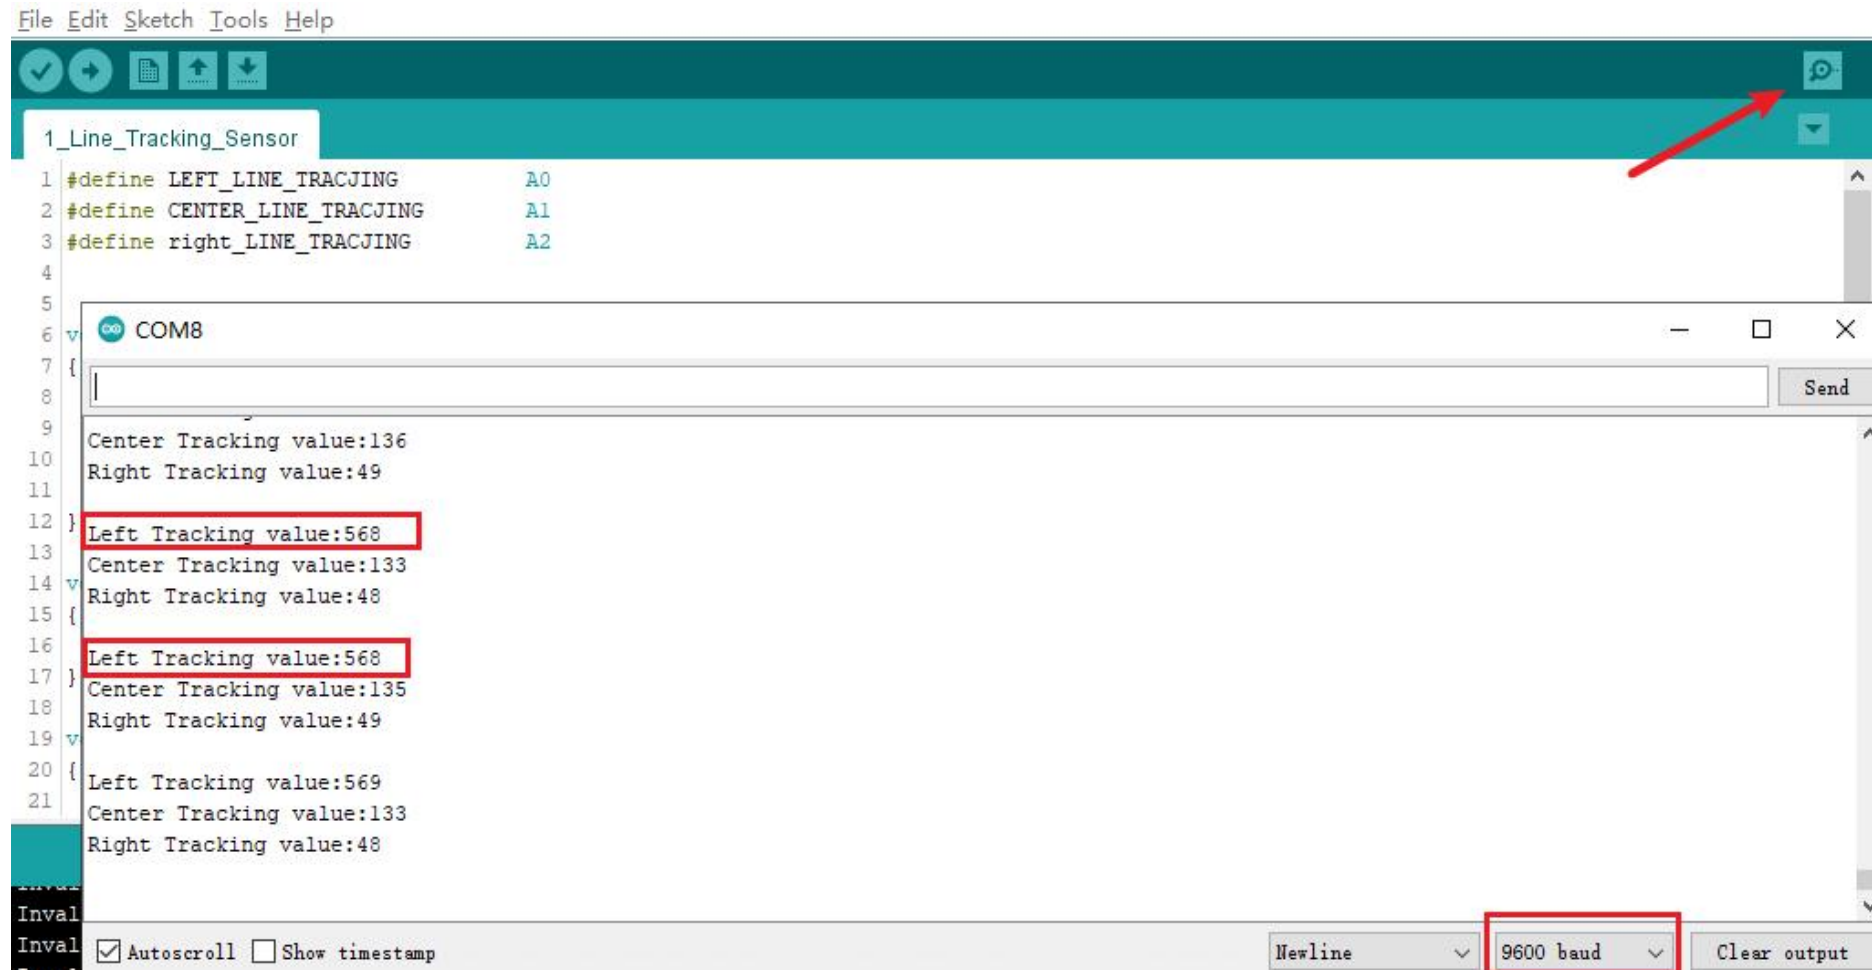 File Edit Sketch Tools Help
1_Line_Tracking_Sensor
1 #define LEFT_LINE_TRACJING A0
2 #define CENTER_LINE_TRACJING A1
3 #define right_LINE_TRACJING A2
4
5
6 v
7 {
8
9
10
11
12 }
13
14 v
15 {
16
17 }
18
19 v
20 {
21
COM8
Send
Center Tracking value:136
Right Tracking value:49
Left Tracking value:568
Center Tracking value:133
Right Tracking value:48
Left Tracking value:568
Center Tracking value:135
Right Tracking value:49
Left Tracking value:569
Center Tracking value:133
Right Tracking value:48
Inval
Inval
Autoscroll Show timestamp Newline 9600 baud Clear output